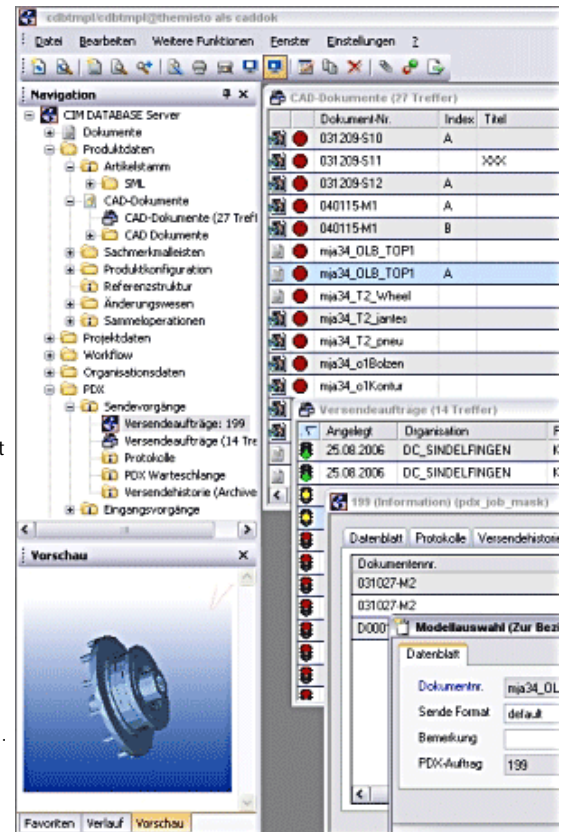 cdbtmpl/cdbtmpl@themisto als caddok
Datei Bearbeiten Weitere Funktionen Fenster Einstellungen ?
Navigation
CIM DATABASE Server
Dokumente
Produktdaten
Artikelstamm
SML
CAD-Dokumente
CAD-Dokumente (27 Tref
CAD Dokumente
Sachmerkmalleisten
Produktkonfiguration
Referenzstruktur
Änderungswesen
Sammeloperationen
Projektdaten
Workflow
Organisationsdaten
PDX
Sendevorgänge
Versendeaufträge: 199
Versendeaufträge (14 Tre
Protokolle
PDX Warteschlange
Versendehistorie (Archive
Eingangsvorgänge
Vorschau
Favoriten Verlauf Vorschau
CAD-Dokumente (27 Treffer)
Dokument-Nr. Index Titel
031209-S10 A
031209-S11 XXX
031209-S12 A
040115-M1 A
040115-M1 B
mja34_OLB_TOP1
mja34_OLB_TOP1 A
mja34_T2_Wheel
mja34_T2_jantes
mja34_T2_pneu
mja34_o1Bolzen
mja34_o1Kontur
Versendeaufträge (14 Treffer)
Angelegt Organisation F
25.08.2006 DC_SINDELFINGEN K
25.08.2006 DC_SINDELFINGEN K
199 (Information) (pdx_job_mask)
Datenblatt Protokolle Versendehistorie
Dokumentennr.
031027-M2
031027-M2
D000
Modellauswahl (Zur Bezi
Datenblatt
Dokumentnr. mja34_OL
Sende Format default
Bemerkung
PDX-Auftrag 199
t
.